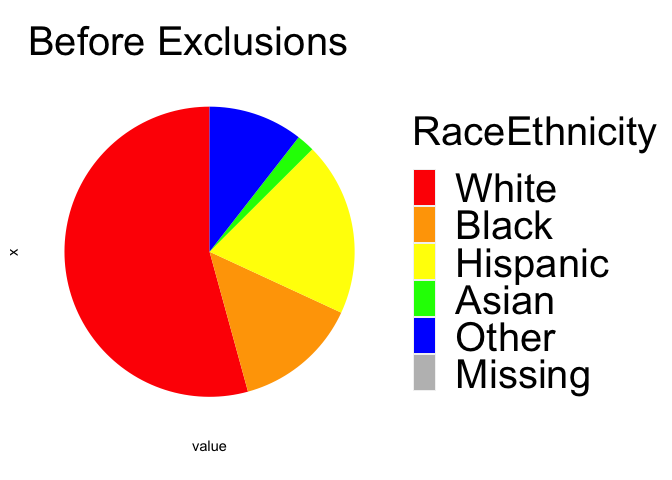 Before Exclusions
RaceEthnicity
White
Black
Hispanic
Asian
Other
Missing
x
value